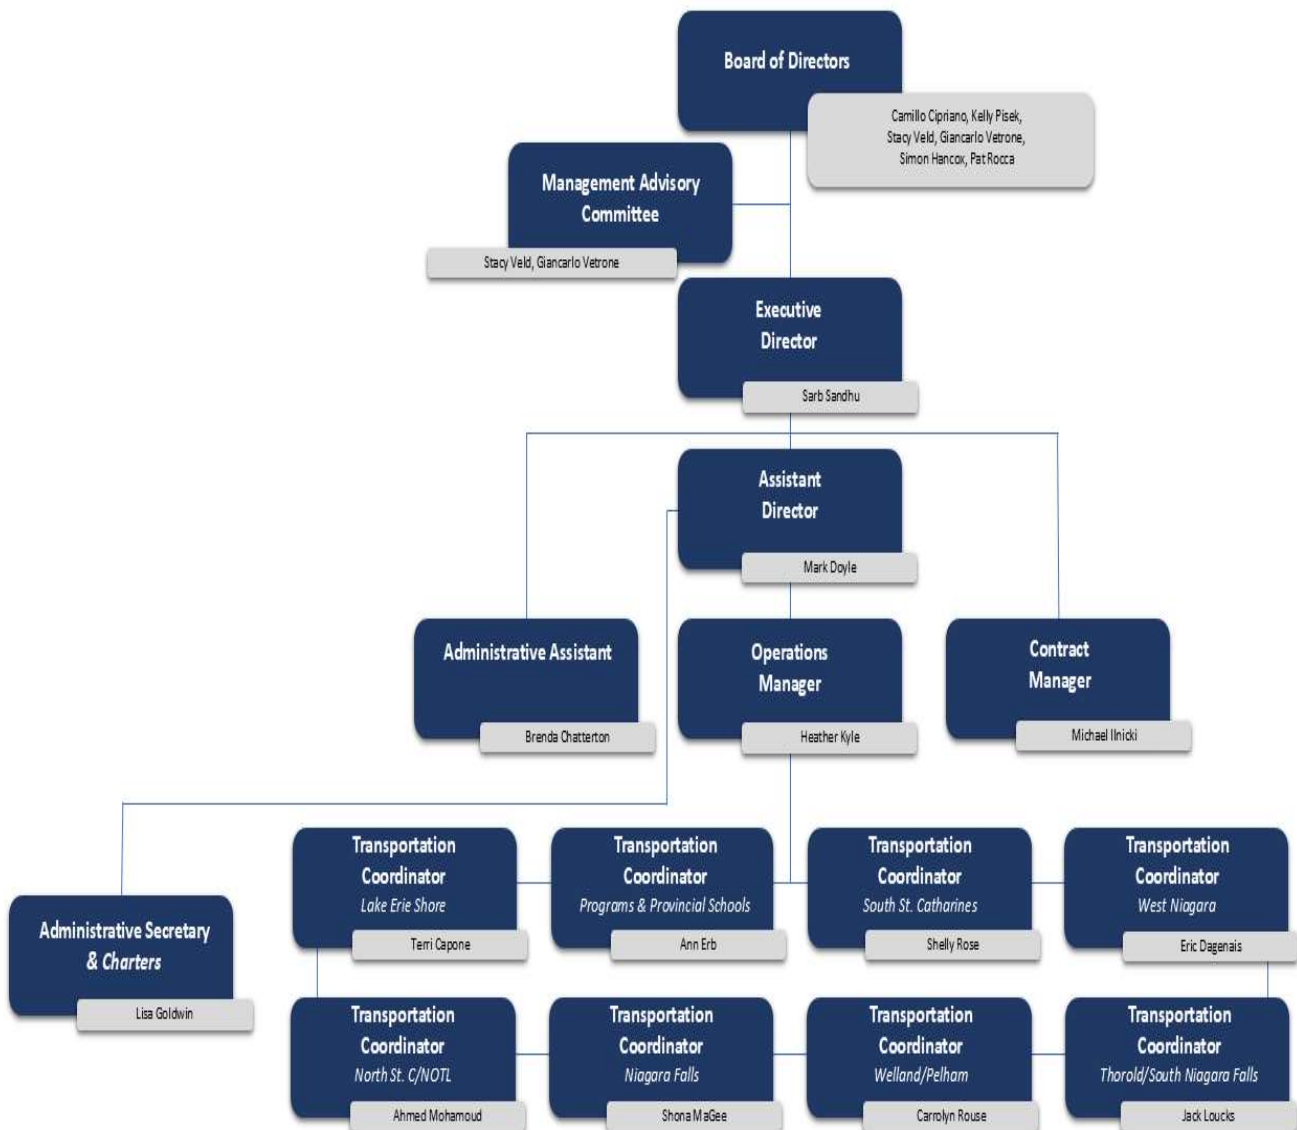 Board of Directors
Camillo Cipriano, Kelly Pisek,
Stacy Veld, Giancarlo Vetrone,
Simon Hancox, Pat Rocca
Management Advisory
Committee
Stacy Veld, Giancarlo Vetrone
Executive
Director
Sarb Sandhu
Assistant
Director
Mark Doyle
Administrative Assistant
Brenda Chatterton
Operations
Manager
Heather Kyle
Contract
Manager
Michael Ilnicki
Transportation
Coordinator
Lake Erie Shore
Terri Capone
Transportation
Coordinator
Programs & Provincial Schools
Ann Erb
Transportation
Coordinator
South St. Catharines
Shelly Rose
Transportation
Coordinator
West Niagara
Eric Dagenais
Administrative Secretary
& Charters
Lisa Goldwin
Transportation
Coordinator
North St. C/NOTL
Ahmed Mohamoud
Transportation
Coordinator
Niagara Falls
Shona MaGee
Transportation
Coordinator
Welland/Pelham
Carrolyn Rouse
Transportation
Coordinator
Thorold/South Niagara Falls
Jack Loucks